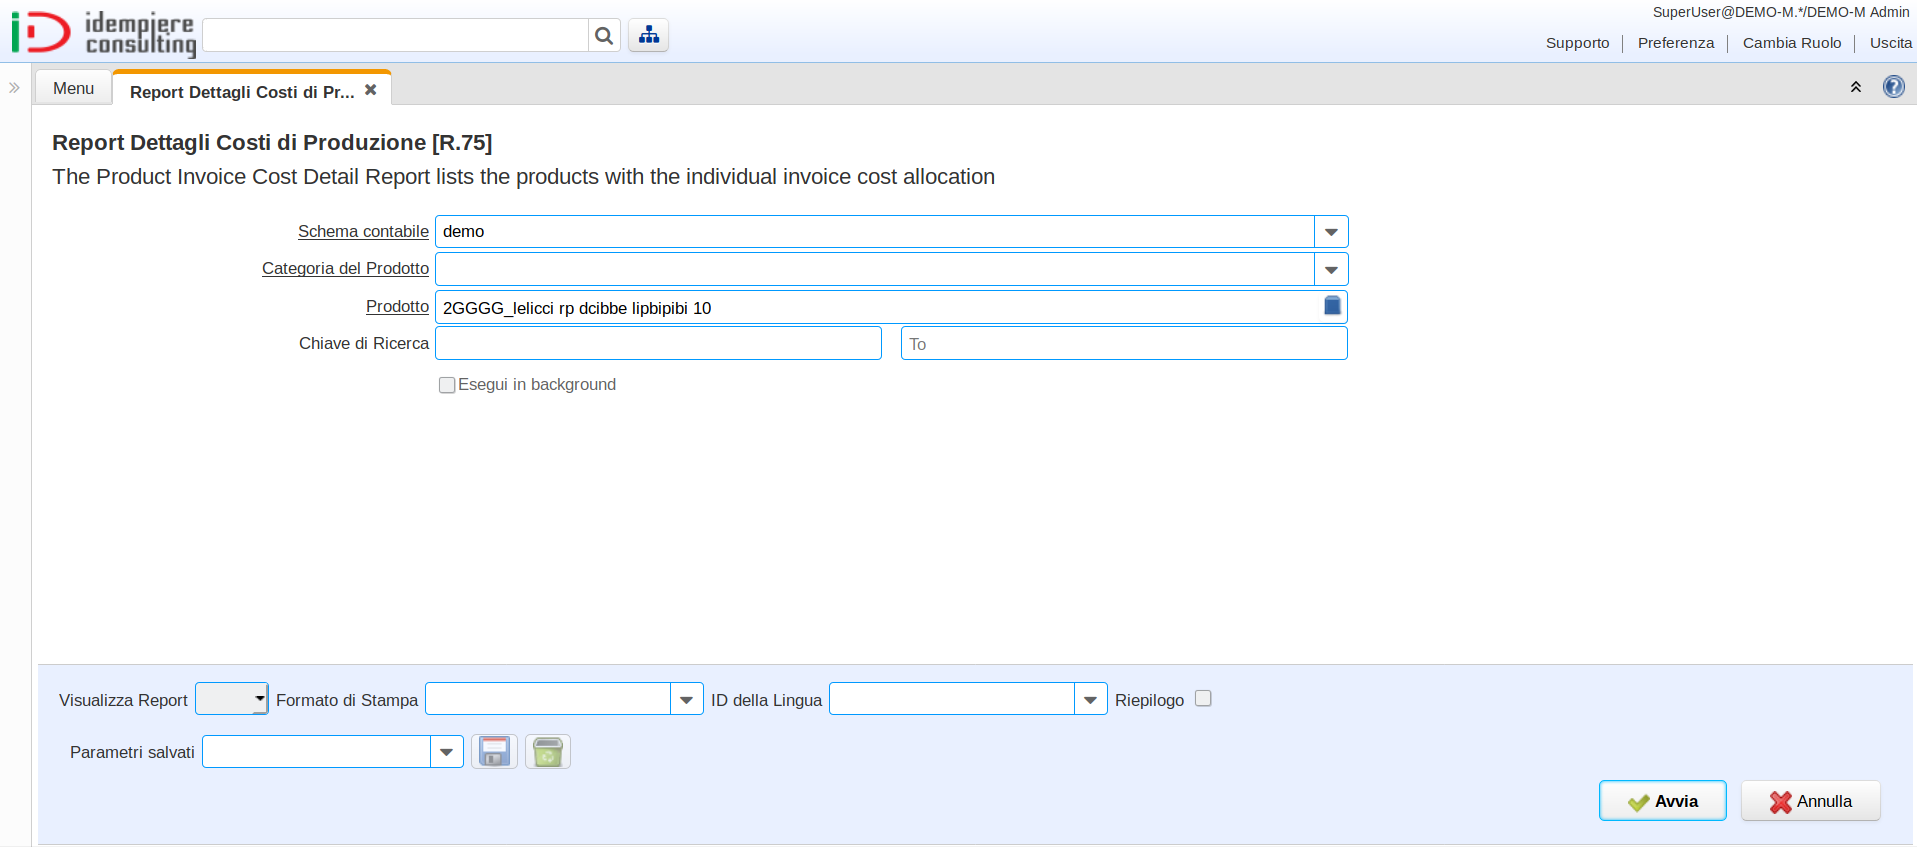 idempiere
consulting
SuperUser@DEMO-M.*/DEMO-M Admin
Supporto
Preferenza
Cambia Ruolo
Uscita
Menu
Report Dettagli Costi di Pr...
Report Dettagli Costi di Produzione [R.75]
The Product Invoice Cost Detail Report lists the products with the individual invoice cost allocation
Schema contabile demo
Categoria del Prodotto
Prodotto 2GGGG_lelicci rp dcibbe lipbipibi 10
Chiave di Ricerca To
Esegui in background
Visualizza Report Formato di Stampa ID della Lingua Riepilogo
Parametri salvati
Avvia Annulla